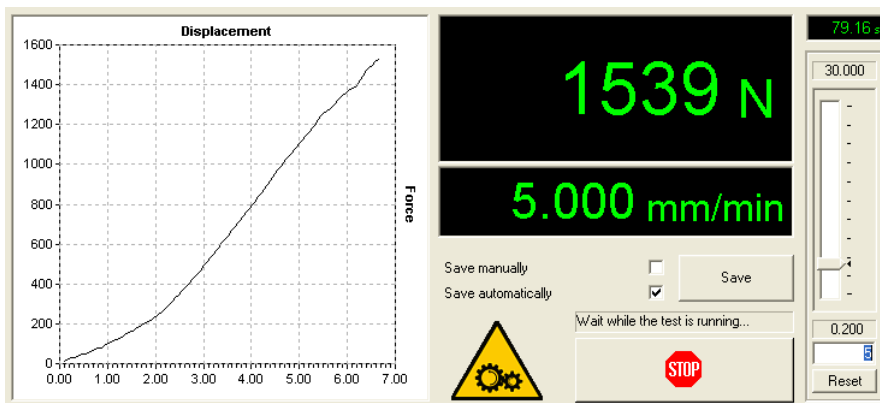 Displacement
1600
1400
1200
1000
800
600
400
200
0
0.00 1.00 2.00 3.00 4.00 5.00 6.00 7.00
Force
1539 N
5.000 mm/min
Save manually
Save automatically
Save
Wait while the test is running...
STOP
79.16 s
30.000
0.200
5
Reset